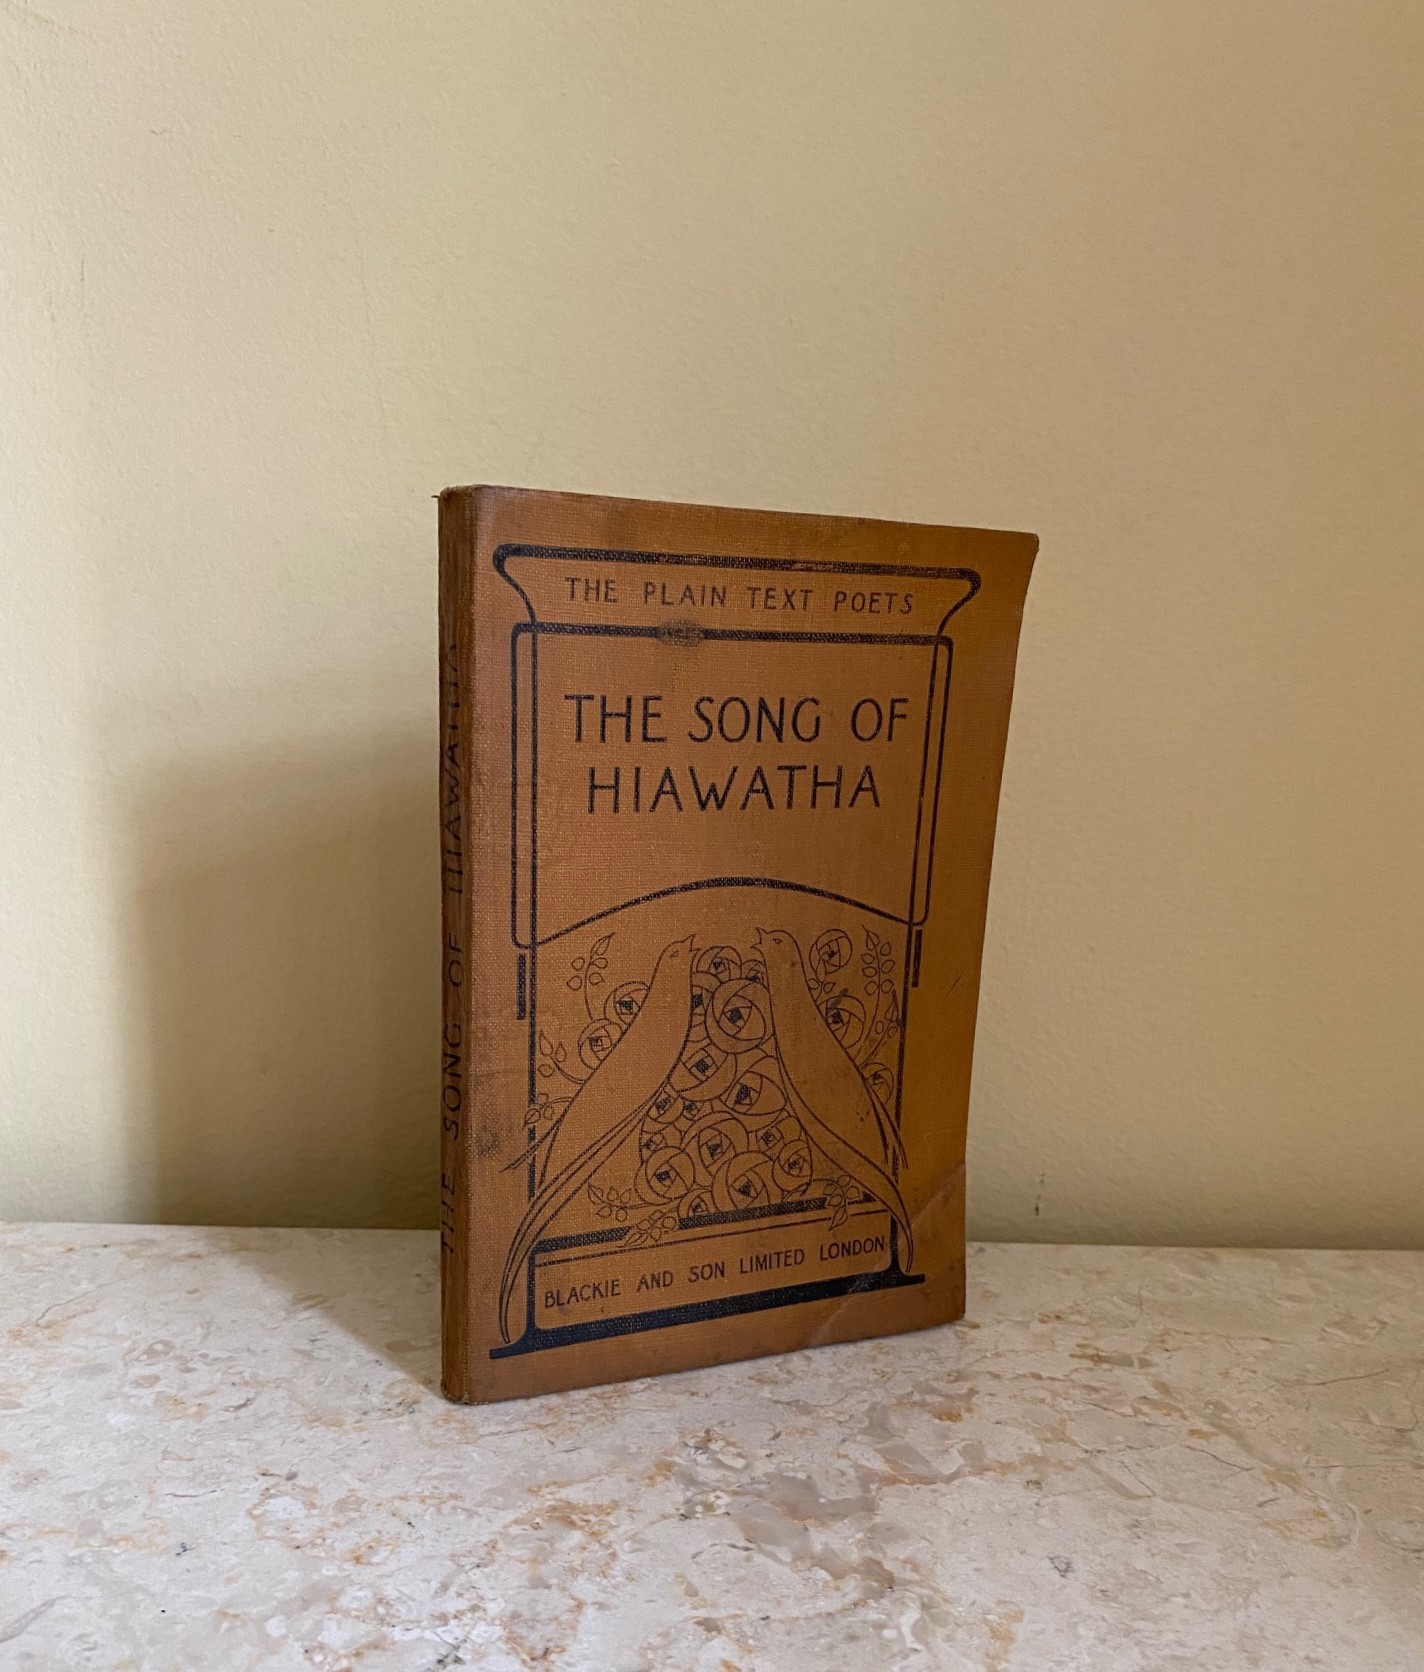 THE PLAIN TEXT POETS
THE SONG OF
HIAWATHA
BLACKIE AND SON LIMITED LONDON
THE SONG OF HIAWATHA